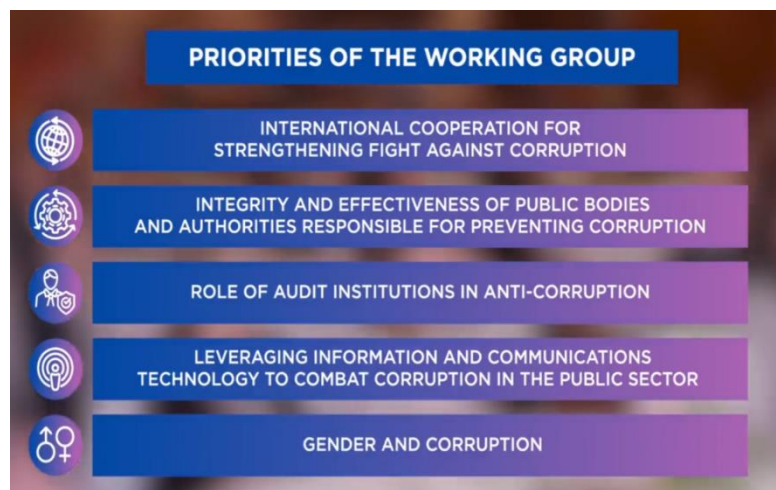 PRIORITIES OF THE WORKING GROUP
INTERNATIONAL COOPERATION FOR
STRENGTHENING FIGHT AGAINST CORRUPTION
INTEGRITY AND EFFECTIVENESS OF PUBLIC BODIES
AND AUTHORITIES RESPONSIBLE FOR PREVENTING CORRUPTION
ROLE OF AUDIT INSTITUTIONS IN ANTI-CORRUPTION
LEVERAGING INFORMATION AND COMMUNICATIONS
TECHNOLOGY TO COMBAT CORRUPTION IN THE PUBLIC SECTOR
GENDER AND CORRUPTION